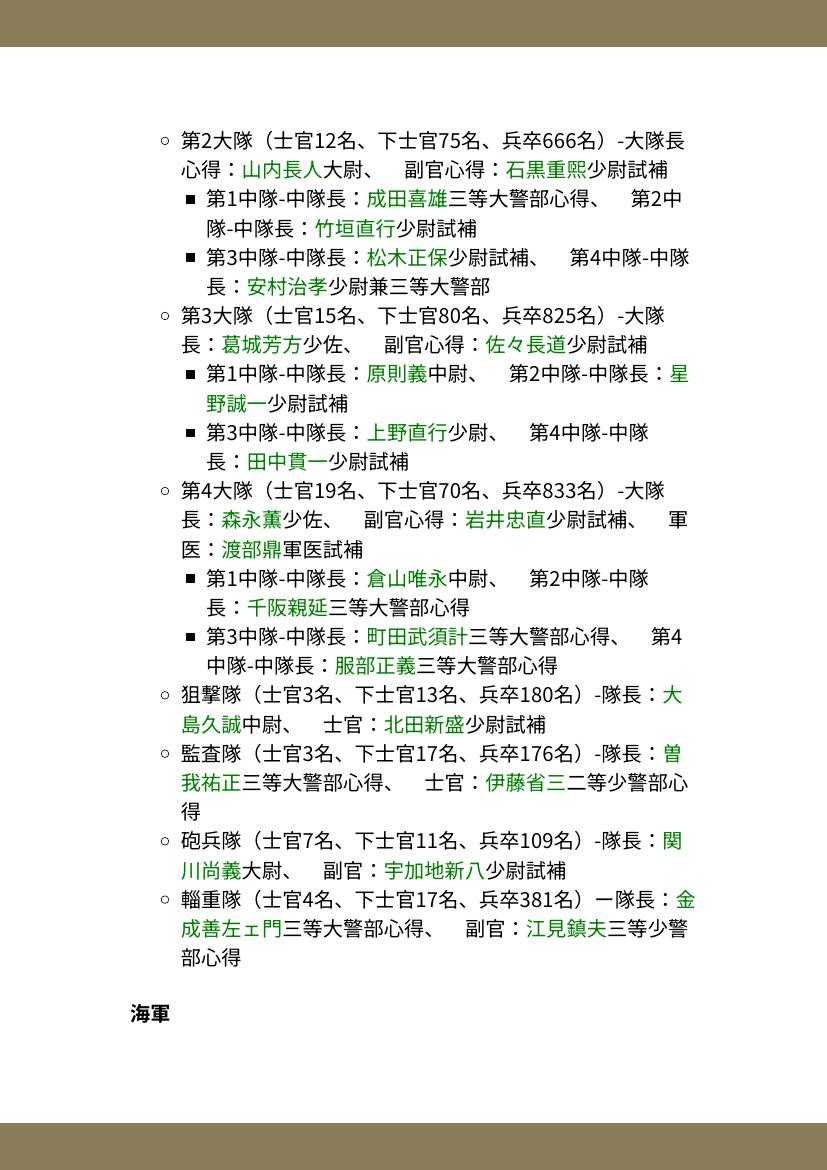 第2大隊（士官12名、下士官75名、兵卒666名）-大隊長
心得：山内長人大尉、　副官心得：石黒重熙少尉試補
第1中隊-中隊長：成田喜雄三等大警部心得、　第2中
隊-中隊長：竹垣直行少尉試補
第3中隊-中隊長：松木正保少尉試補、　第4中隊-中隊
長：安村治孝少尉兼三等大警部
第3大隊（士官15名、下士官80名、兵卒825名）-大隊
長：葛城芳方少佐、　副官心得：佐々長道少尉試補
第1中隊-中隊長：原則義中尉、　第2中隊-中隊長：星
野誠一少尉試補
第3中隊-中隊長：上野直行少尉、　第4中隊-中隊
長：田中貫一少尉試補
第4大隊（士官19名、下士官70名、兵卒833名）-大隊
長：森永薫少佐、　副官心得：岩井忠直少尉試補、　軍
医：渡部鼎軍医試補
第1中隊-中隊長：倉山唯永中尉、　第2中隊-中隊
長：千阪親延三等大警部心得
第3中隊-中隊長：町田武須計三等大警部心得、　第4
中隊-中隊長：服部正義三等大警部心得
狙撃隊（士官3名、下士官13名、兵卒180名）-隊長：大
島久誠中尉、　士官：北田新盛少尉試補
監査隊（士官3名、下士官17名、兵卒176名）-隊長：曽
我祐正三等大警部心得、　士官：伊藤省三二等少警部心
得
砲兵隊（士官7名、下士官11名、兵卒109名）-隊長：関
川尚義大尉、　副官：宇加地新八少尉試補
輜重隊（士官4名、下士官17名、兵卒381名）ー隊長：金
成善左ェ門三等大警部心得、　副官：江見鎮夫三等少警
部心得
海軍